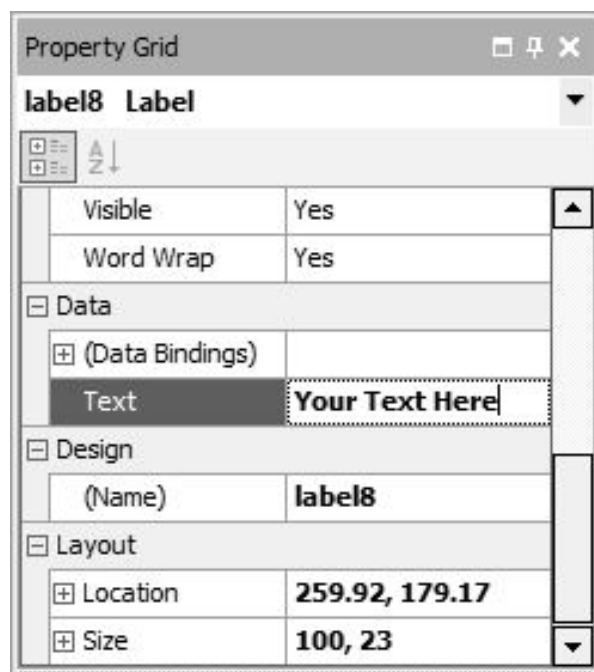 Property Grid
label8 Label
A
Z
Visible Yes
Word Wrap Yes
Data
(Data Bindings)
Text Your Text Here
Design
(Name) label8
Layout
Location 259.92, 179.17
Size 100, 23